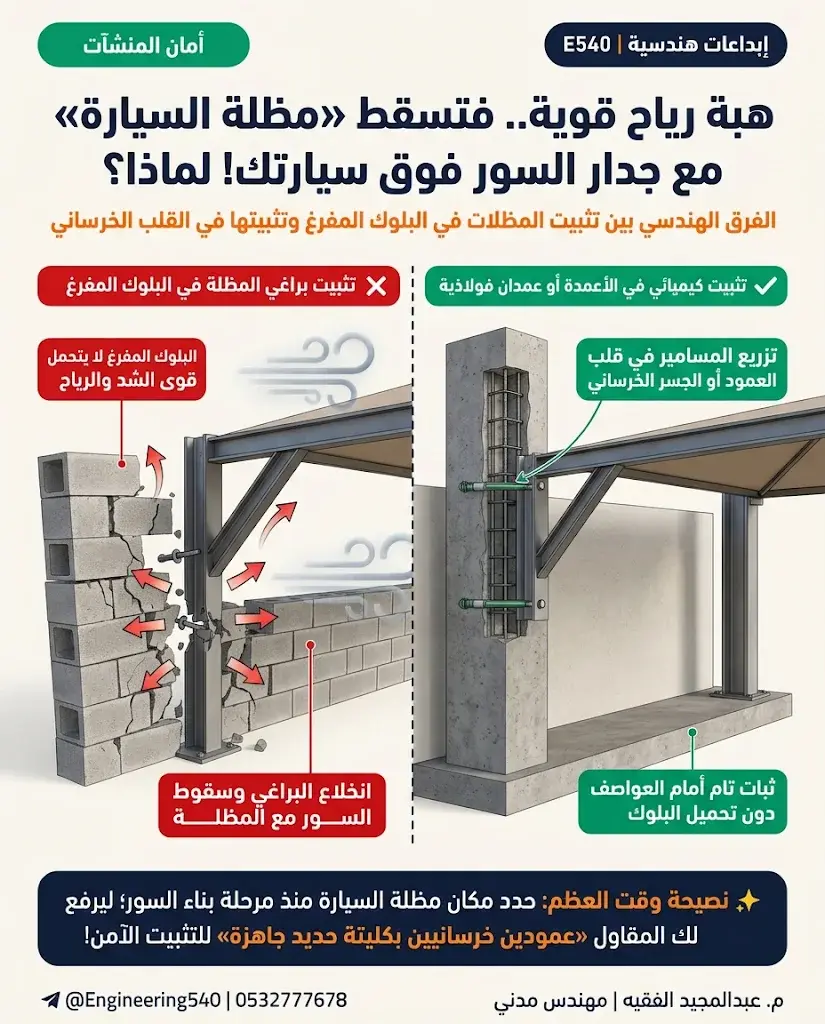 إبداعات هندسية | E540
أمان المنشآت
هبة رياح قوية.. فتسقط «مظلة السيارة»
مع جدار السور فوق سيارتك! لماذا؟
الفرق الهندسي بين تثبيت المظلات في البلوك المفرغ وتثبيتها في القلب الخرساني
تثبيت كيميائي في الأعمدة أو عمدان فولاذية
تثبيت براغي المظلة في البلوك المفرغ
تزريع المسامير في قلب
العمود أو الجسر الخرساني
البلوك المفرغ لا يتحمل
قوى الشد والرياح
ثبات تام أمام العواصف
دون تحميل البلوك
انخلاع البراغي وسقوط
الســـور مع المظلـــــة
نصيحة وقت العظم: حدد مكان مظلة السيارة منذ مرحلة بناء السور؛ ليرفع
لك المقاول «عمودين خرسانيين بكليتة حديد جاهزة» للتثبيت الآمن!
م. عبدالمجيد الفقيه | مهندس مدني
@Engineering540 | 0532777678